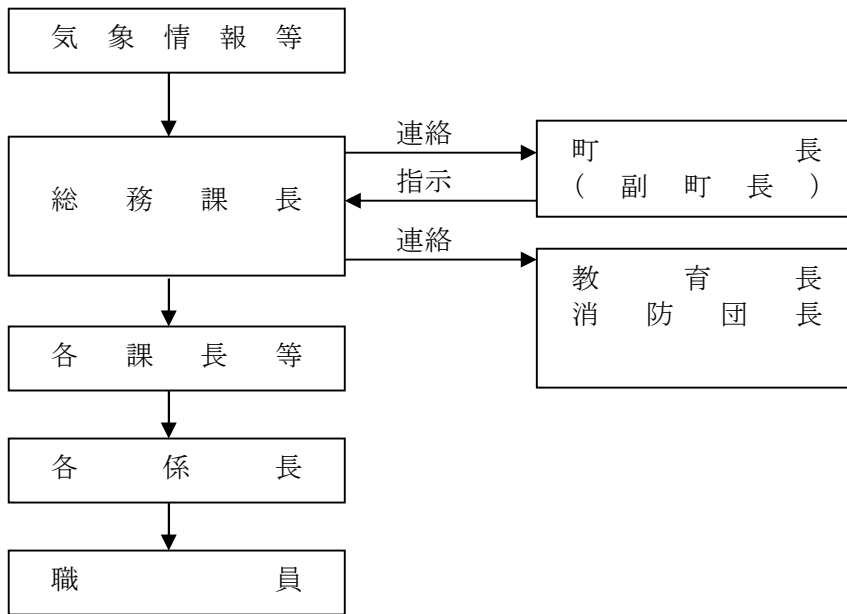 気象情報等
連絡
町長
(副町長)
総務課長
指示
連絡
教育長
消防団長
各課長等
各係長
職員